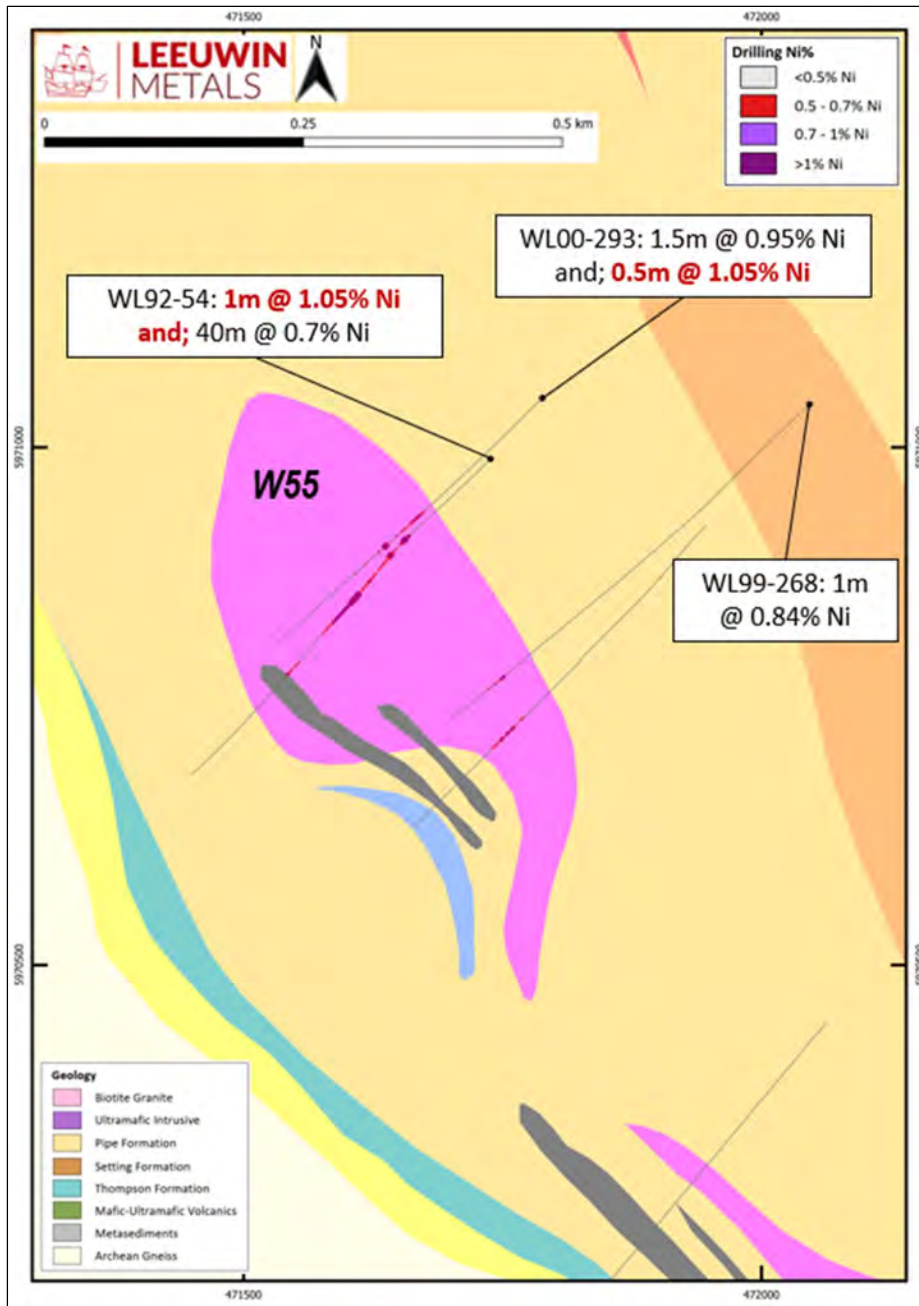 471500
472000
LEEUWIN
METALS
N
0
0.25
0.5 km
Drilling Ni%
<0.5% Ni
0.5 - 0.7% Ni
0.7 - 1% Ni
>1% Ni
WL00-293: 1.5m @ 0.95% Ni
and; 0.5m @ 1.05% Ni
WL92-54: 1m @ 1.05% Ni
and; 40m @ 0.7% Ni
5971000
5971000
W55
WL99-268: 1m
@ 0.84% Ni
5970500
5970500
Geology
Biotite Granite
Ultramafic Intrusive
Pipe Formation
Setting Formation
Thompson Formation
Mafic-Ultramafic Volcanics
Metasediments
Archean Gneiss
471500
472000